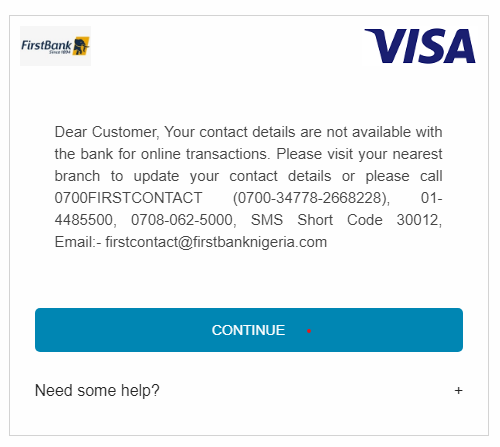 FirstBank
Since 1894
VISA
Dear Customer, Your contact details are not available with
the bank for online transactions. Please visit your nearest
branch to update your contact details or please call
0700FIRSTCONTACT (0700-34778-2668228), 01-
4485500, 0708-062-5000, SMS Short Code 30012,
Email:- firstcontact@firstbanknigeria.com
CONTINUE
Need some help? +